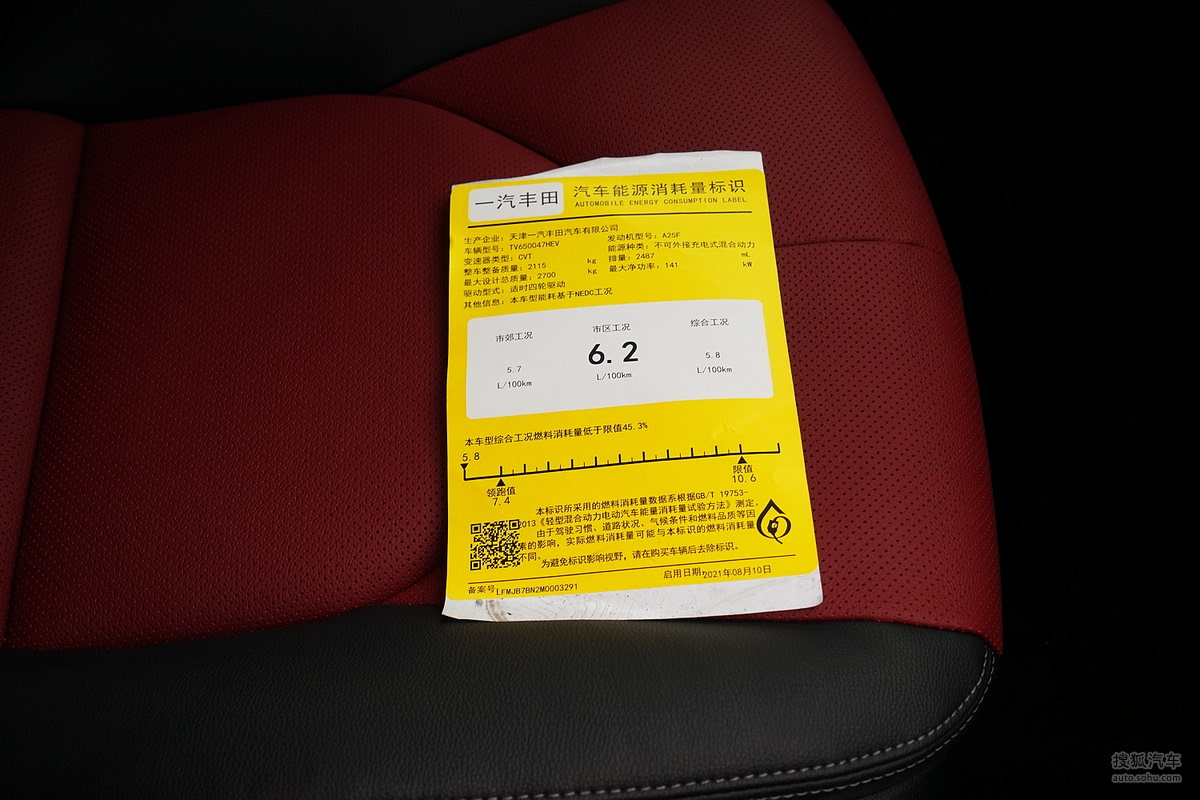 一汽丰田
汽车能源消耗量标识
AUTOMOBILE ENERGY CONSUMPTION LABEL
生产企业：天津一汽丰田汽车有限公司
车辆型号：TV650047HEV
发动机型号：A25F
变速器类型：CVT
能源种类：不可外接充电式混合动力
整车整备质量：2115 kg
排量：2487 mL
最大设计总质量：2700 kg
最大净功率：141 kW
驱动型式：适时四轮驱动
其他信息：本车型能耗基于NEDC工况
市郊工况
市区工况
综合工况
5.7
6.2
5.8
L/100km
L/100km
L/100km
本车型综合工况燃料消耗量低于限值45.3%
5.8
领跑值
7.4
限值
10.6
本标识所采用的燃料消耗量数据系根据GB/T 19753-
2013《轻型混合动力电动汽车能量消耗量试验方法》测定。
由于驾驶习惯、道路状况、气候条件和燃料品质等因
素的影响，实际燃料消耗量可能与本标识的燃料消耗量
不同。
为避免标识影响视野，请在购买车辆后去除标识。
备案号 LFMJB7BN2M0003291
启用日期：2021年08月10日
搜狐汽车
auto.sohu.com